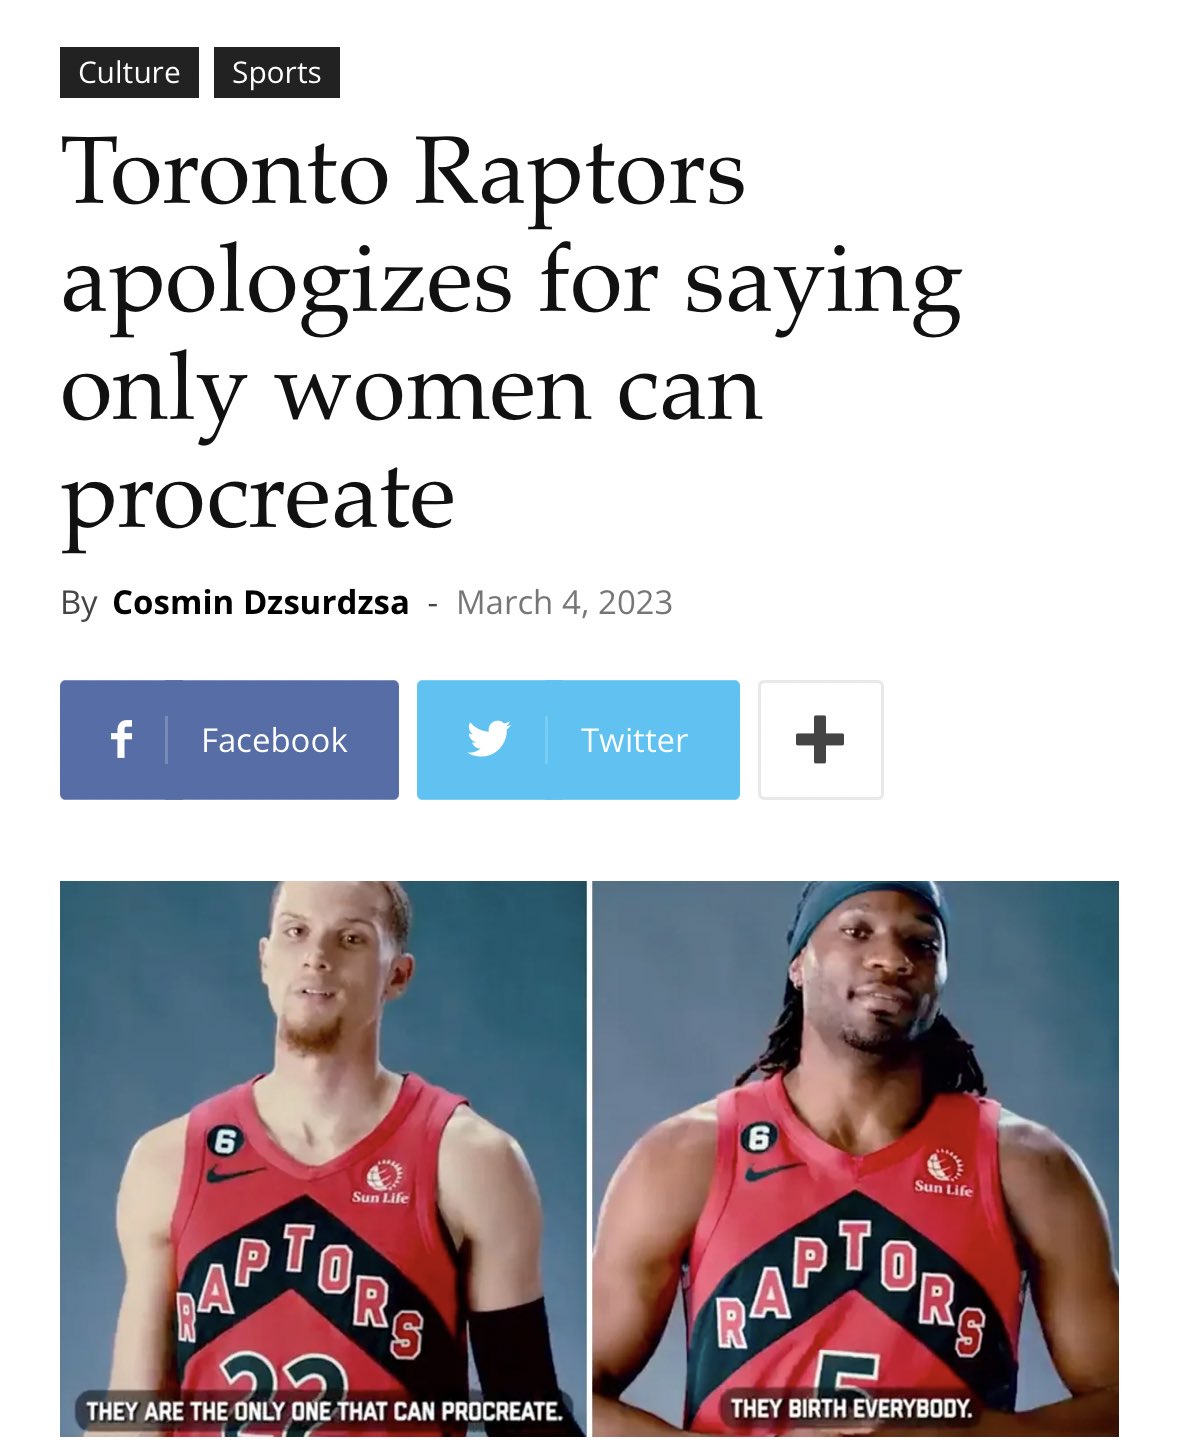 Culture Sports
Toronto Raptors
apologizes for saying
only women can
procreate
By Cosmin Dzsurdzsa - March 4, 2023
Facebook Twitter
6
Sun Life
RAPTORS
22
THEY ARE THE ONLY ONE THAT CAN PROCREATE.
6
Sun Life
RAPTORS
5
THEY BIRTH EVERYBODY.